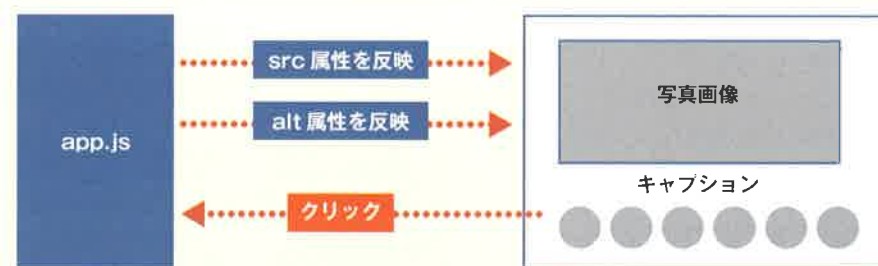 app.js
src 属性を反映
alt 属性を反映
クリック
写真画像
キャプション